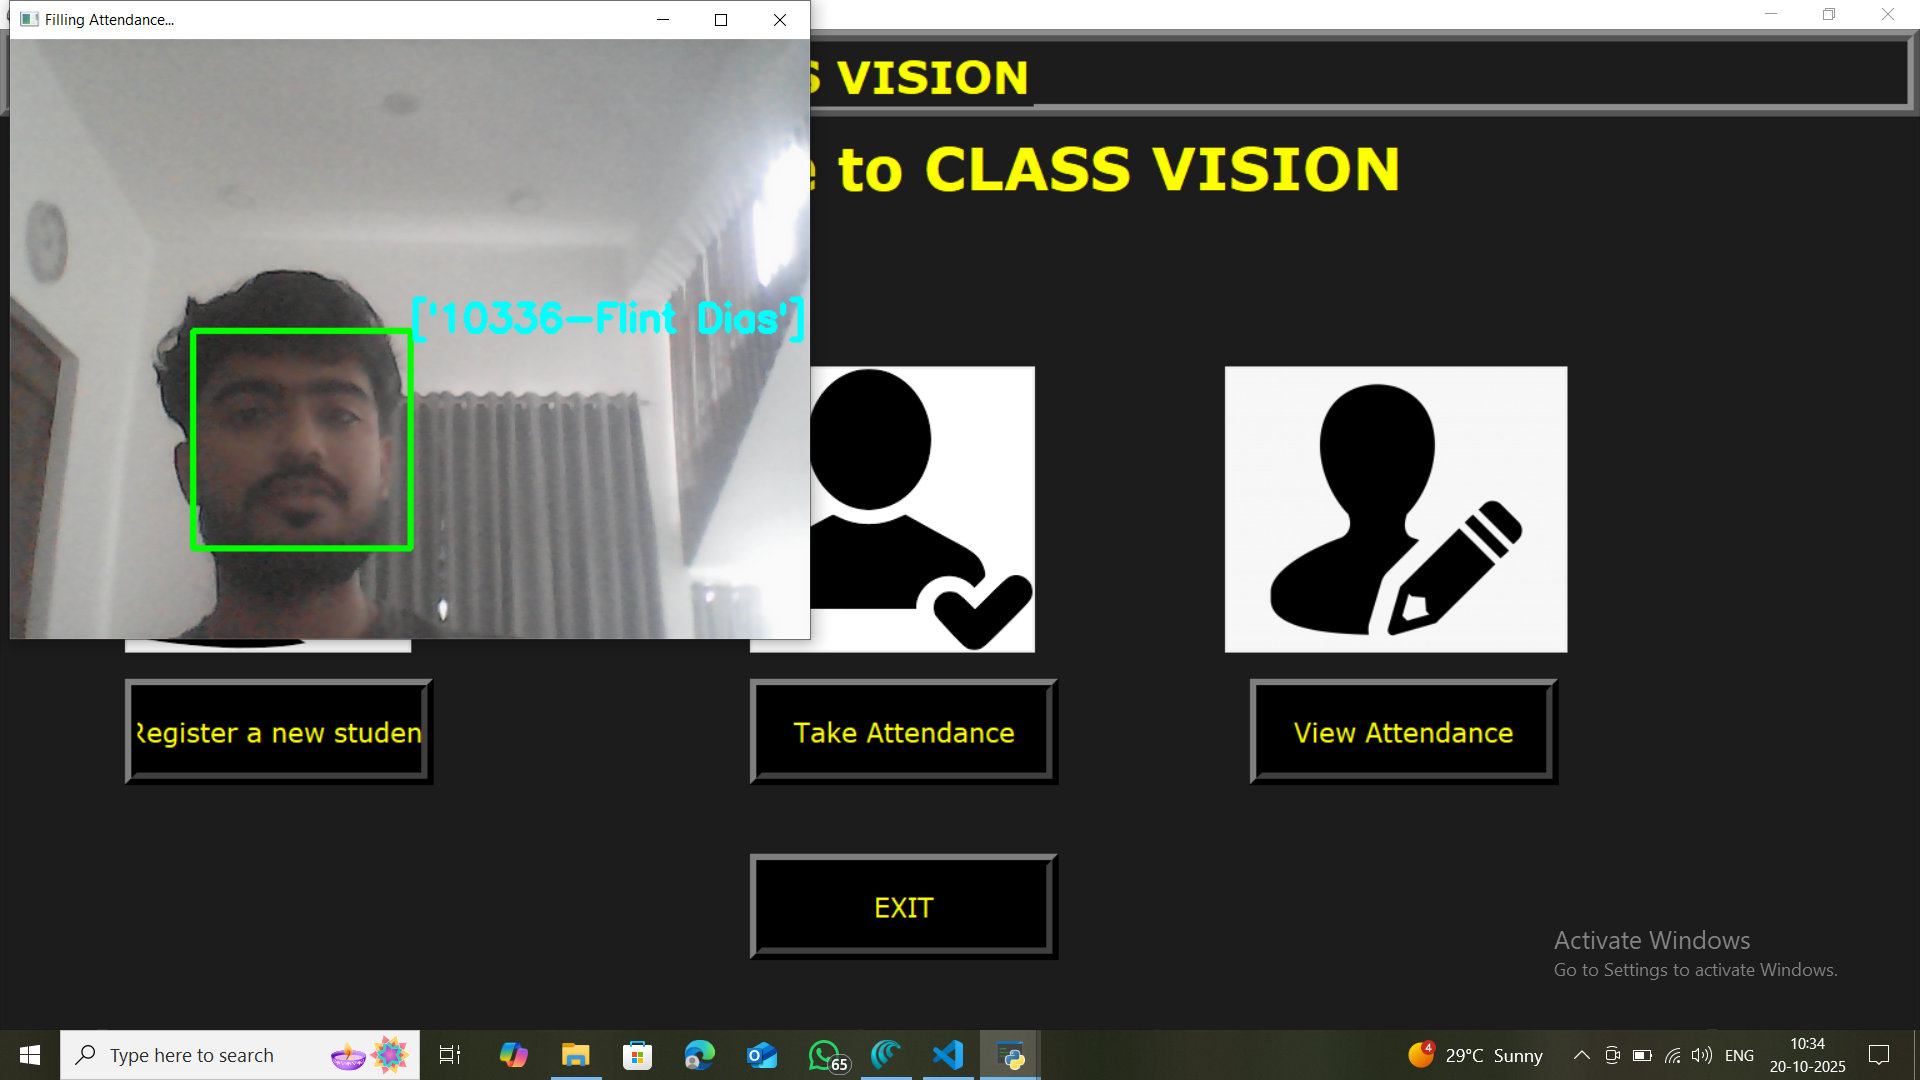 Filling Attendance...
S VISION
e to CLASS VISION
['10336-Flint Dias']
Register a new studen
Take Attendance
View Attendance
EXIT
Activate Windows
Go to Settings to activate Windows.
Type here to search
65
4
29°C Sunny
ENG
10:34
20-10-2025